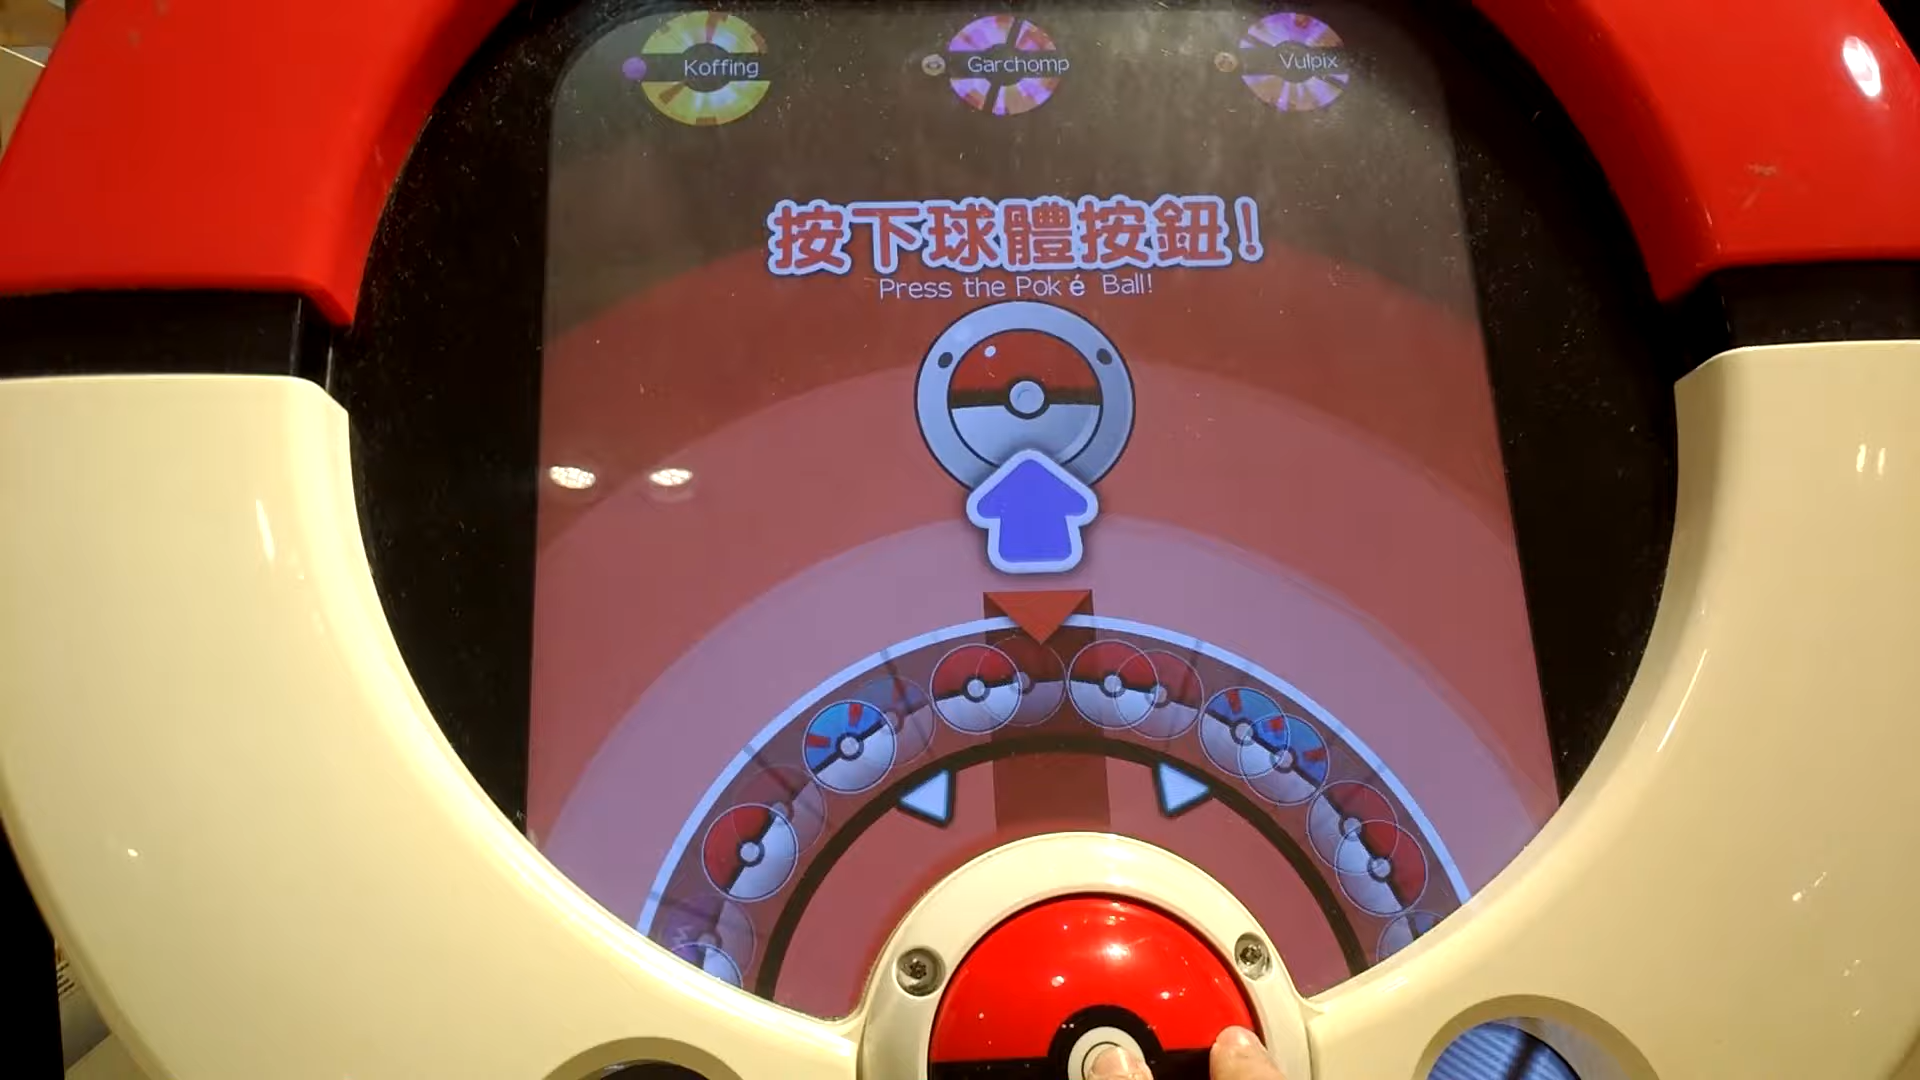 Koffing
Garchomp
Vulpix
按下球體按鈕!
Press the Poké Ball!